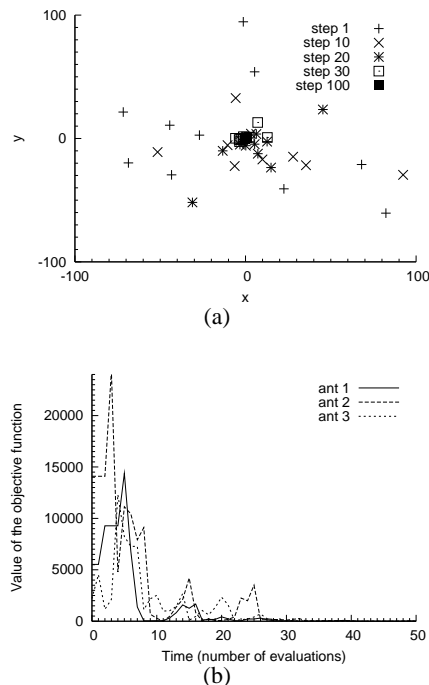 100
step 1
step 10
step 20
step 30
step 100
y
0
-100
-100
0
100
x
(a)
ant 1
ant 2
ant 3
Value of the objective function
20000
15000
10000
5000
0
0
10
20
30
40
50
Time (number of evaluations)
(b)